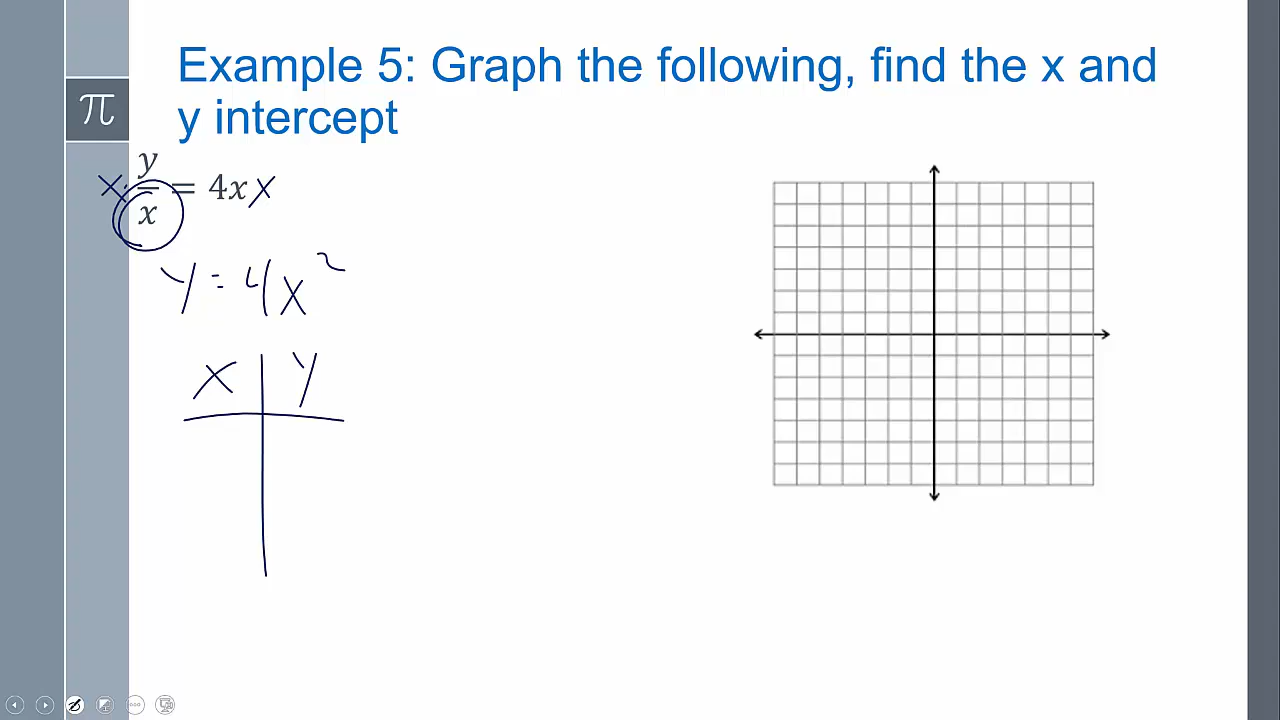 Example 5: Graph the following, find the x and
y intercept
π
x · y/x = 4x x
y = 4x²
x y